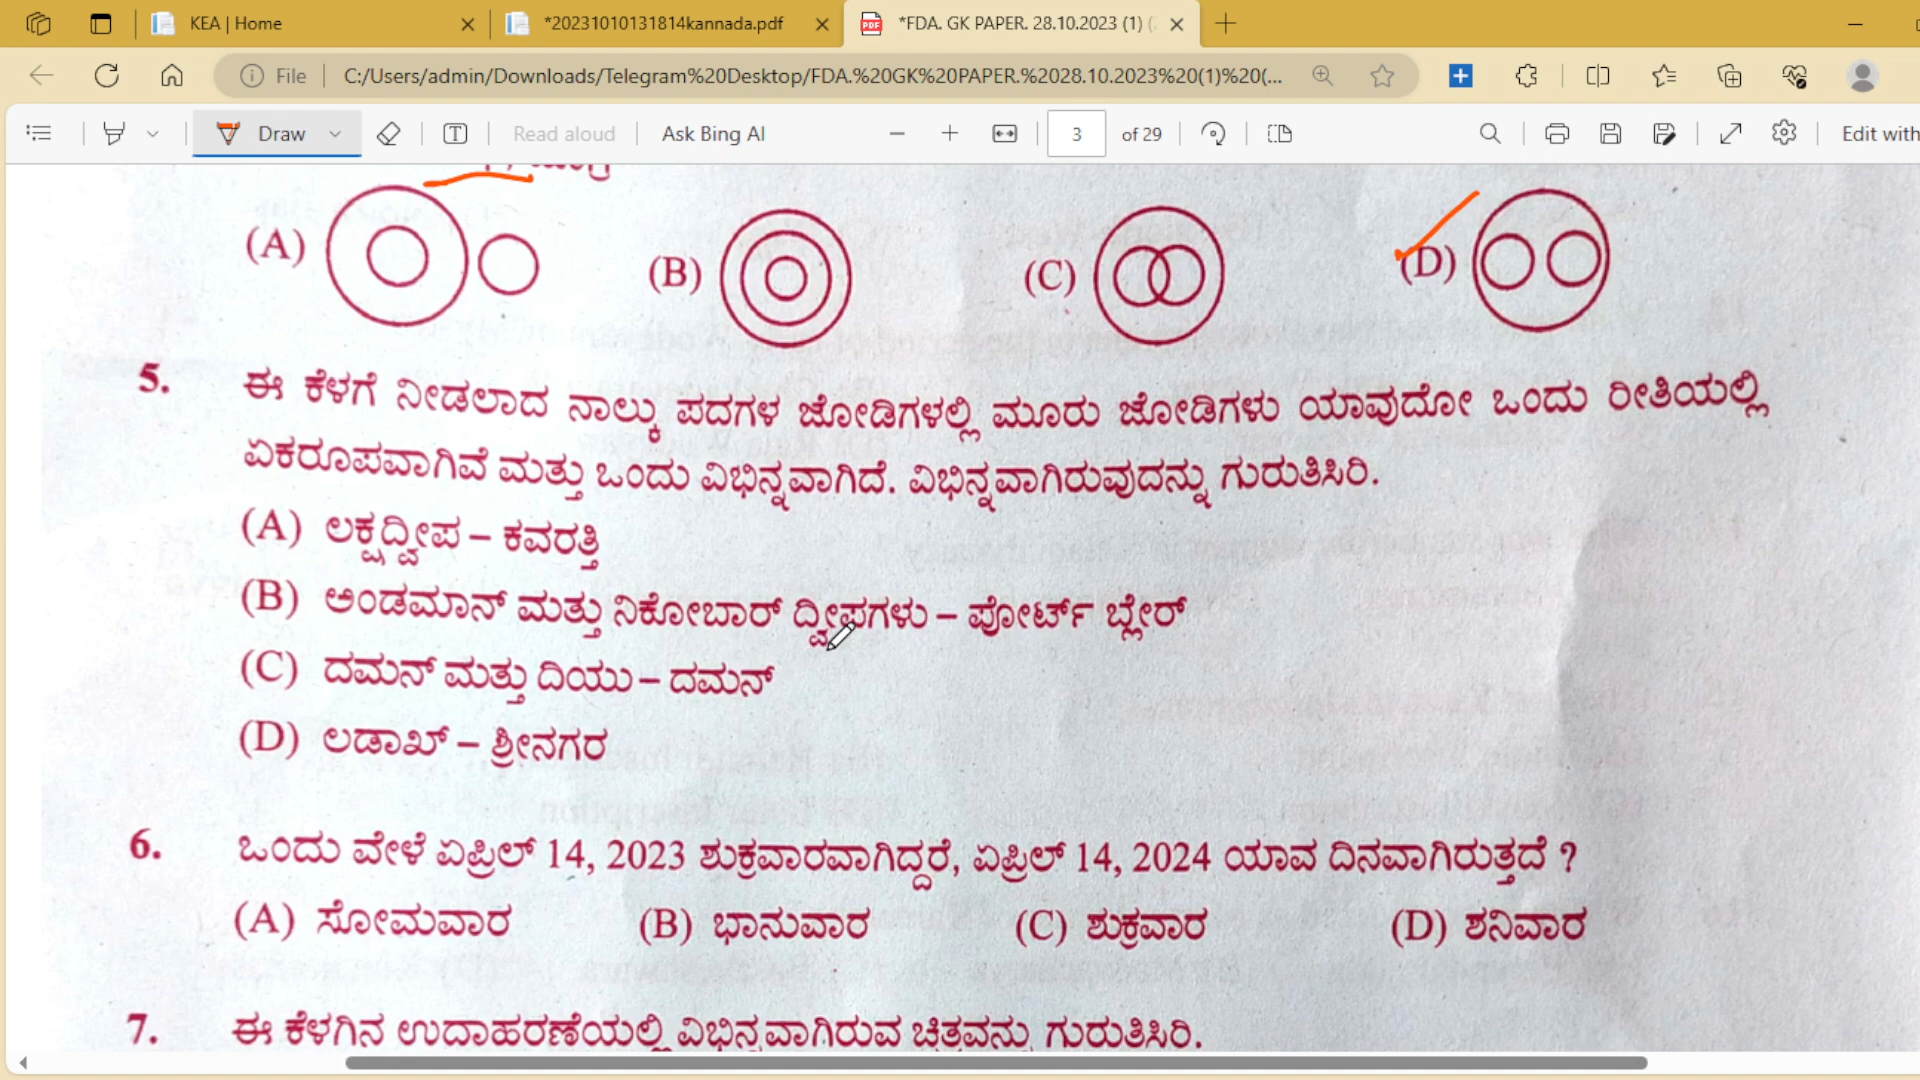 KEA | Home
*20231010131814kannada.pdf
*FDA. GK PAPER. 28.10.2023 (1) (
File
C:/Users/admin/Downloads/Telegram%20Desktop/FDA.%20GK%20PAPER.%2028.10.2023%20(1)%20(...
Draw
Read aloud
Ask Bing AI
3
of 29
Edit with
(A)
(B)
(C)
(D)
5. ಈ ಕೆಳಗೆ ನೀಡಲಾದ ನಾಲ್ಕು ಪದಗಳ ಜೋಡಿಗಳಲ್ಲಿ ಮೂರು ಜೋಡಿಗಳು ಯಾವುದೋ ಒಂದು ರೀತಿಯಲ್ಲಿ
ಏಕರೂಪವಾಗಿವೆ ಮತ್ತು ಒಂದು ವಿಭಿನ್ನವಾಗಿದೆ. ವಿಭಿನ್ನವಾಗಿರುವುದನ್ನು ಗುರುತಿಸಿರಿ.
(A) ಲಕ್ಷದ್ವೀಪ – ಕವರತ್ತಿ
(B) ಅಂಡಮಾನ್ ಮತ್ತು ನಿಕೋಬಾರ್ ದ್ವೀಪಗಳು – ಪೋರ್ಟ್ ಬ್ಲೇರ್
(C) ದಮನ್ ಮತ್ತು ದಿಯು – ದಮನ್
(D) ಲಡಾಖ್ – ಶ್ರೀನಗರ
6. ಒಂದು ವೇಳೆ ಏಪ್ರಿಲ್ 14, 2023 ಶುಕ್ರವಾರವಾಗಿದ್ದರೆ, ಏಪ್ರಿಲ್ 14, 2024 ಯಾವ ದಿನವಾಗಿರುತ್ತದೆ ?
(A) ಸೋಮವಾರ (B) ಭಾನುವಾರ (C) ಶುಕ್ರವಾರ (D) ಶನಿವಾರ
7. ಈ ಕೆಳಗಿನ ಉದಾಹರಣೆಯಲ್ಲಿ ವಿಭಿನ್ನವಾಗಿರುವ ಚಿತ್ರವನ್ನು ಗುರುತಿಸಿರಿ.